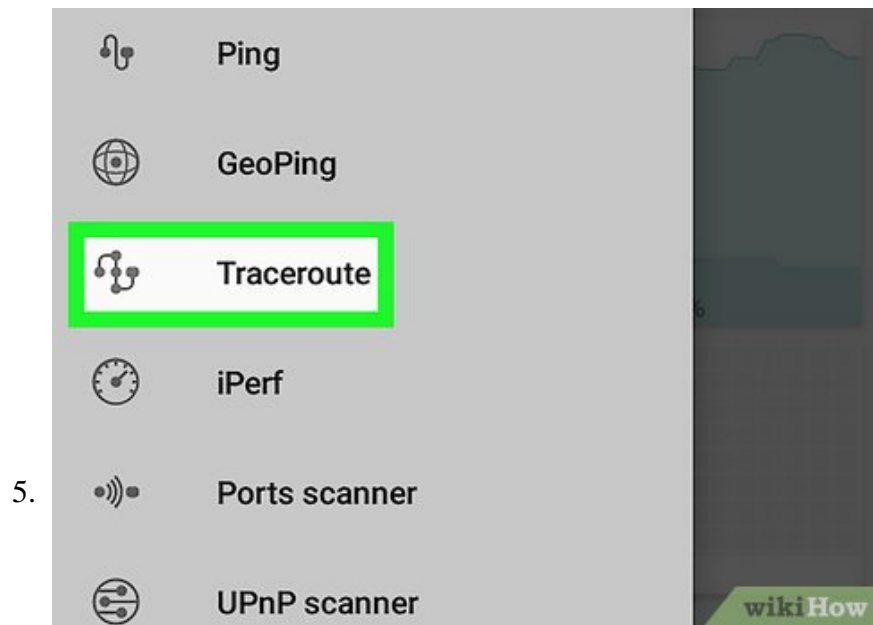 Ping
GeoPing
Traceroute
%
iPerf
5.
Ports scanner
UPnP scanner
wikiHow